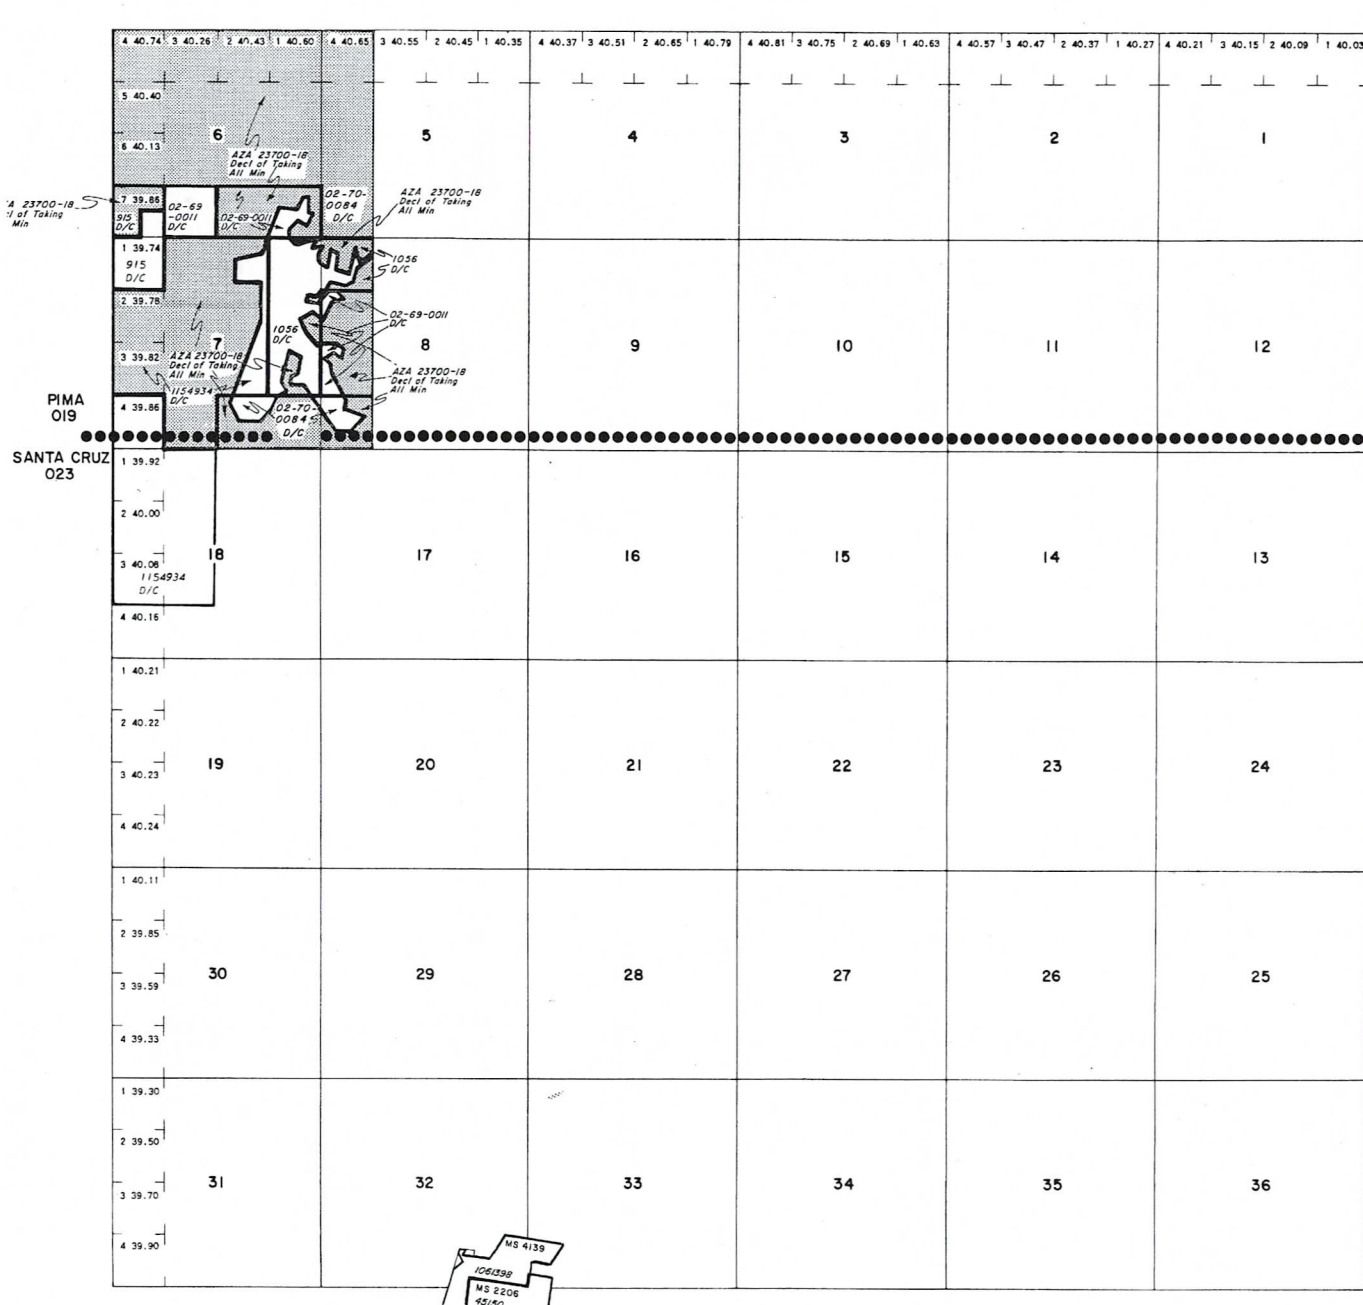 4 40.74 3 40.26 2 40.43 1 40.60 4 40.65 3 40.55 2 40.45 1 40.35 4 40.37 3 40.51 2 40.65 1 40.79 4 40.81 3 40.75 2 40.69 1 40.63 4 40.57 3 40.47 2 40.37 1 40.27 4 40.21 3 40.15 2 40.09 1 40.03
5 40.40
6 40.13
6 5 4 3 2 1
AZA 23700-18
Decl of Taking
All Min
7 39.86
915
D/C
02-69
-0011
D/C
02-69-0011
D/C
02-70-
0084
D/C
AZA 23700-18
Decl of Taking
All Min
A 23700-18
cl of Taking
Min
1 39.74
915
D/C
1056
D/C
2 39.78
02-69-0011
D/C
1056
D/C
3 39.82
7 8 9 10 11 12
AZA 23700-18
Decl of Taking
All Min
AZA 23700-18
Decl of Taking
All Min
1154934
D/C
4 39.86
02-70-
0084
D/C
PIMA
019
SANTA CRUZ
023
1 39.92
2 40.00
3 40.08
18 17 16 15 14 13
1154934
D/C
4 40.16
1 40.21
2 40.22
3 40.23
19 20 21 22 23 24
4 40.24
1 40.11
2 39.85
3 39.59
30 29 28 27 26 25
4 39.33
1 39.30
2 39.50
3 39.70
31 32 33 34 35 36
4 39.90
MS 4139
1061398
MS 2206
45150